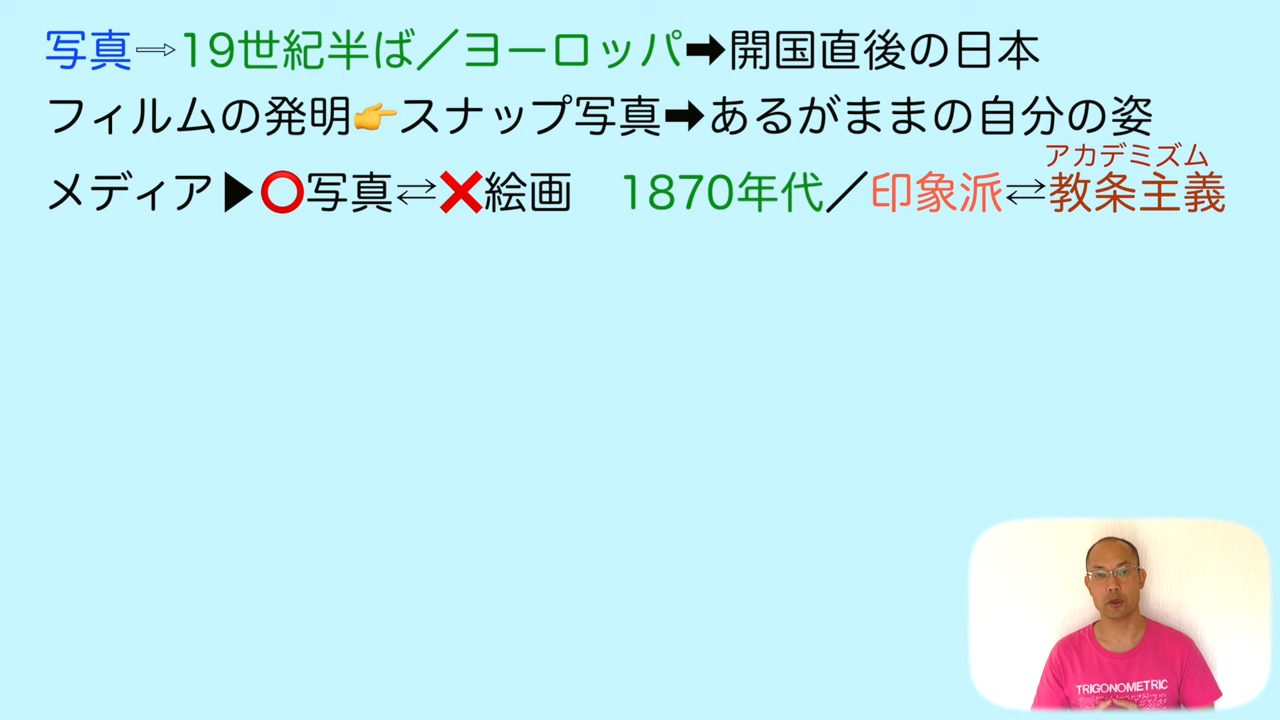 写真⇨19世紀半ば／ヨーロッパ➡開国直後の日本
フィルムの発明👉スナップ写真➡あるがままの自分の姿
アカデミズム
メディア▶⭕写真⇄❌絵画　1870年代／印象派⇄教条主義
TRIGONOMETRIC